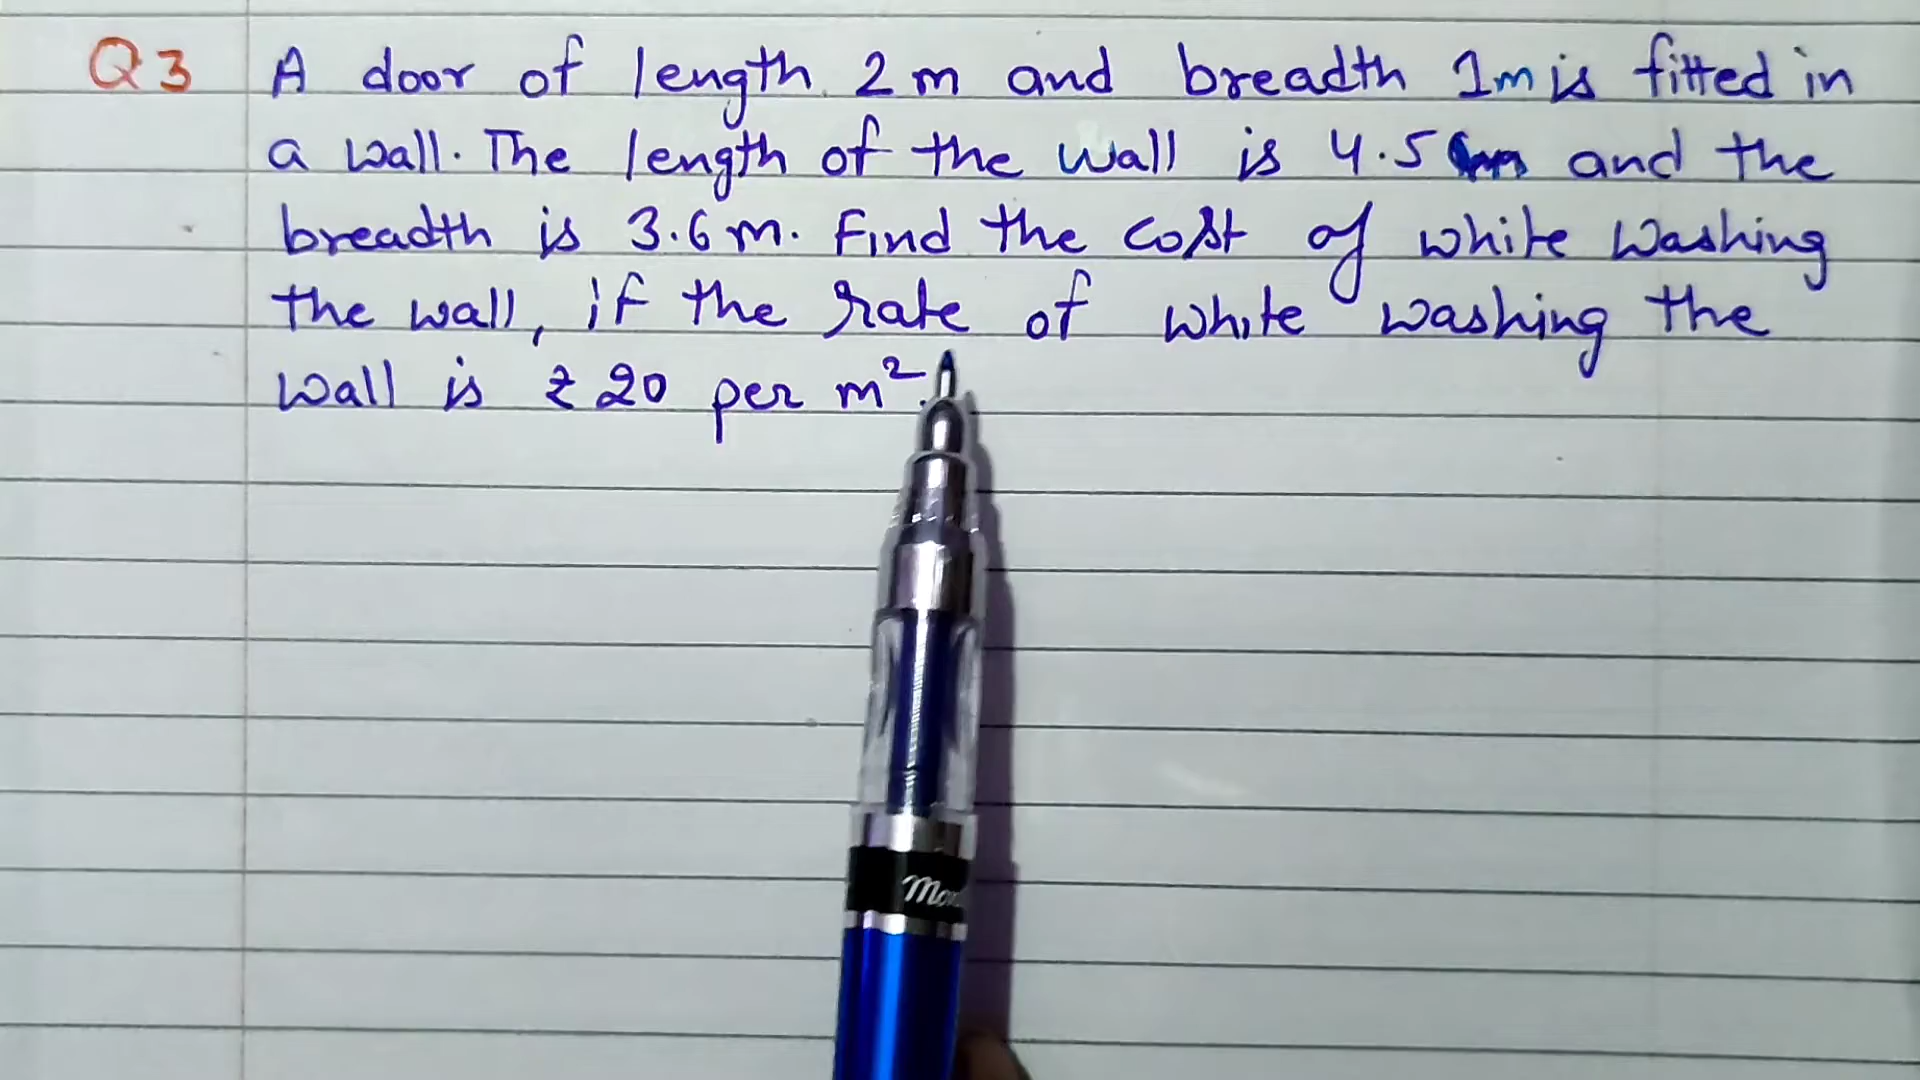 Q3 A door of length 2m and breadth 1m is fitted in
a wall. The length of the wall is 4.5 m and the
breadth is 3.6m. Find the cost of white washing
the wall, if the rate of white washing the
wall is ₹ 20 per m².